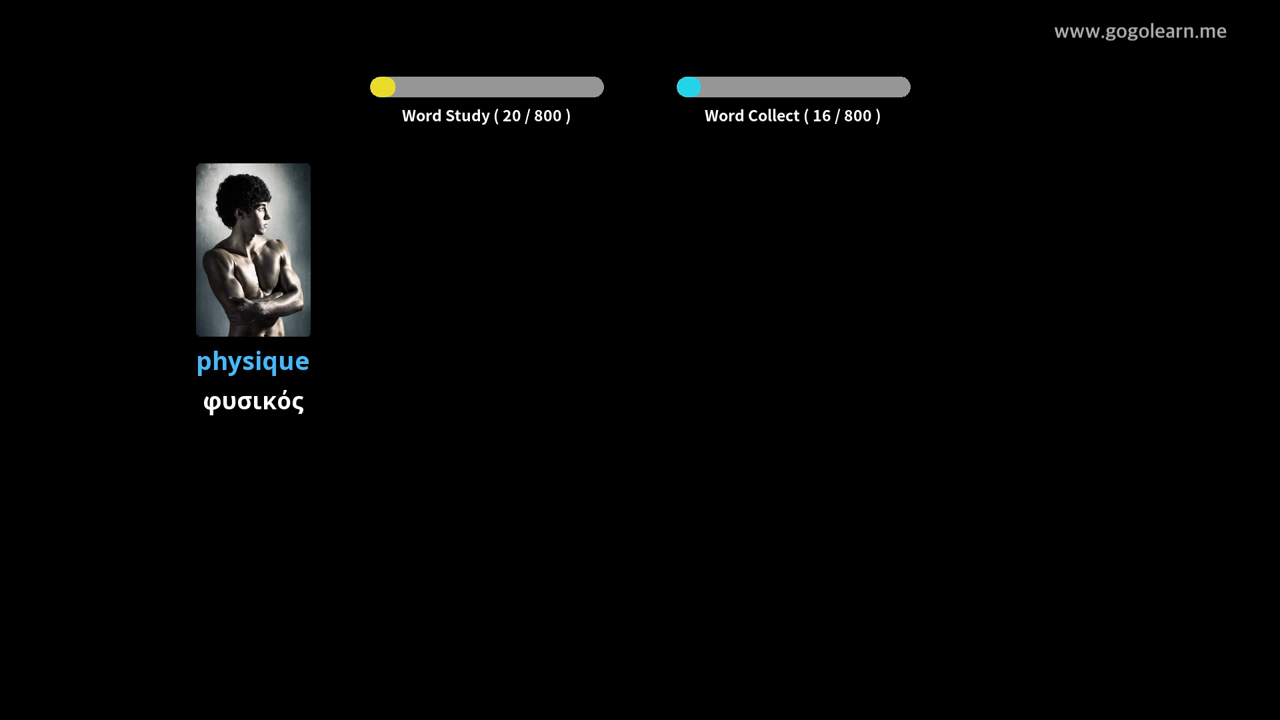 www.gogolearn.me
Word Study ( 20 / 800 )
Word Collect ( 16 / 800 )
physique
φυσικός